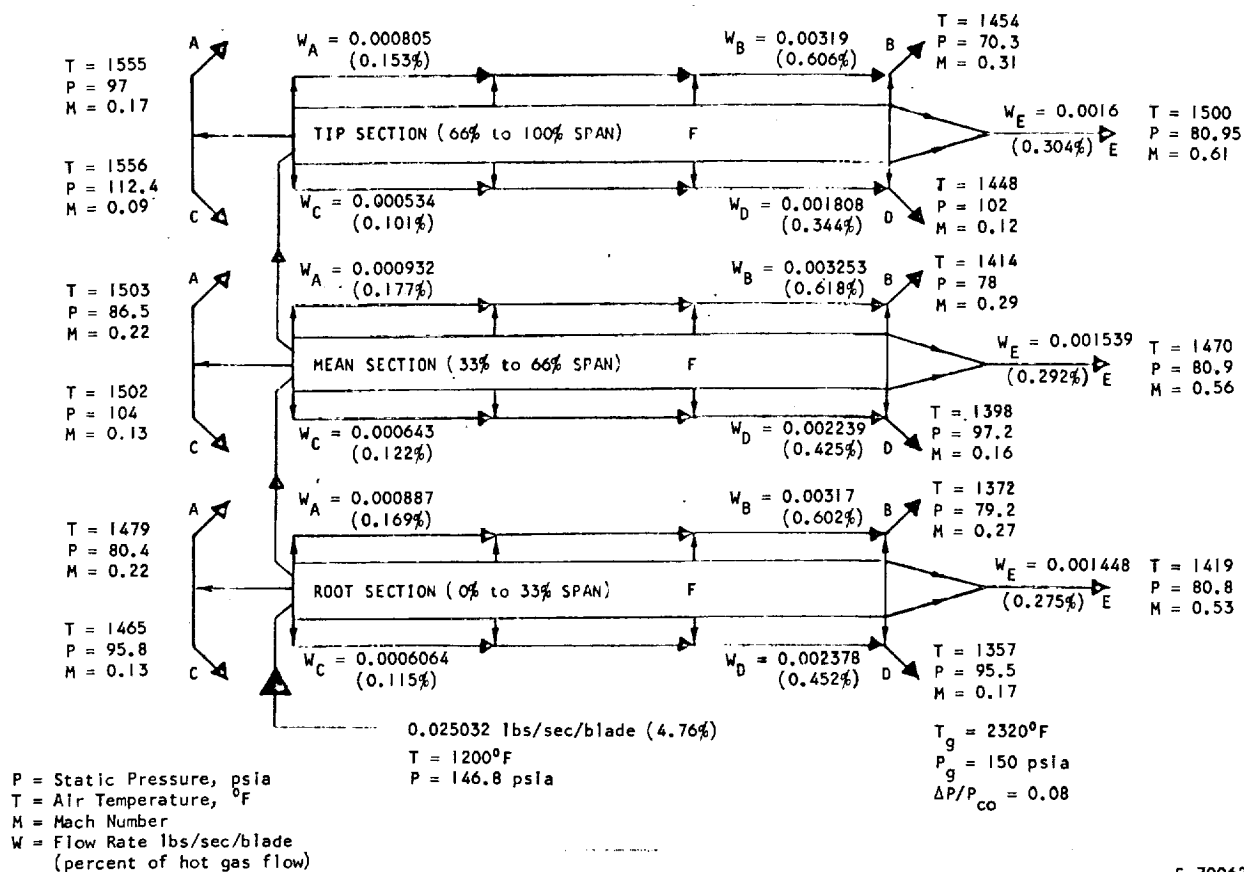 A
W_A = 0.000805
(0.153%)
W_B = 0.00319
(0.606%)
B
T = 1454
P = 70.3
M = 0.31
T = 1555
P = 97
M = 0.17
TIP SECTION (66% to 100% SPAN) F
W_E = 0.0016
(0.304%) E
T = 1500
P = 80.95
M = 0.61
T = 1556
P = 112.4
M = 0.09
C
W_C = 0.000534
(0.101%)
W_D = 0.001808
(0.344%)
D
T = 1448
P = 102
M = 0.12
A
W_A = 0.000932
(0.177%)
W_B = 0.003253
(0.618%)
B
T = 1414
P = 78
M = 0.29
T = 1503
P = 86.5
M = 0.22
MEAN SECTION (33% to 66% SPAN) F
W_E = 0.001539
(0.292%) E
T = 1470
P = 80.9
M = 0.56
T = 1502
P = 104
M = 0.13
C
W_C = 0.000643
(0.122%)
W_D = 0.002239
(0.425%)
D
T = 1398
P = 97.2
M = 0.16
A
W_A = 0.000887
(0.169%)
W_B = 0.00317
(0.602%)
B
T = 1372
P = 79.2
M = 0.27
T = 1479
P = 80.4
M = 0.22
ROOT SECTION (0% to 33% SPAN) F
W_E = 0.001448
(0.275%) E
T = 1419
P = 80.8
M = 0.53
T = 1465
P = 95.8
M = 0.13
C
W_C = 0.0006064
(0.115%)
W_D = 0.002378
(0.452%)
D
T = 1357
P = 95.5
M = 0.17
0.025032 lbs/sec/blade (4.76%)
T = 1200°F
P = 146.8 psia
T_g = 2320°F
P_g = 150 psia
ΔP/P_co = 0.08
P = Static Pressure, psia
T = Air Temperature, °F
M = Mach Number
W = Flow Rate lbs/sec/blade
(percent of hot gas flow)